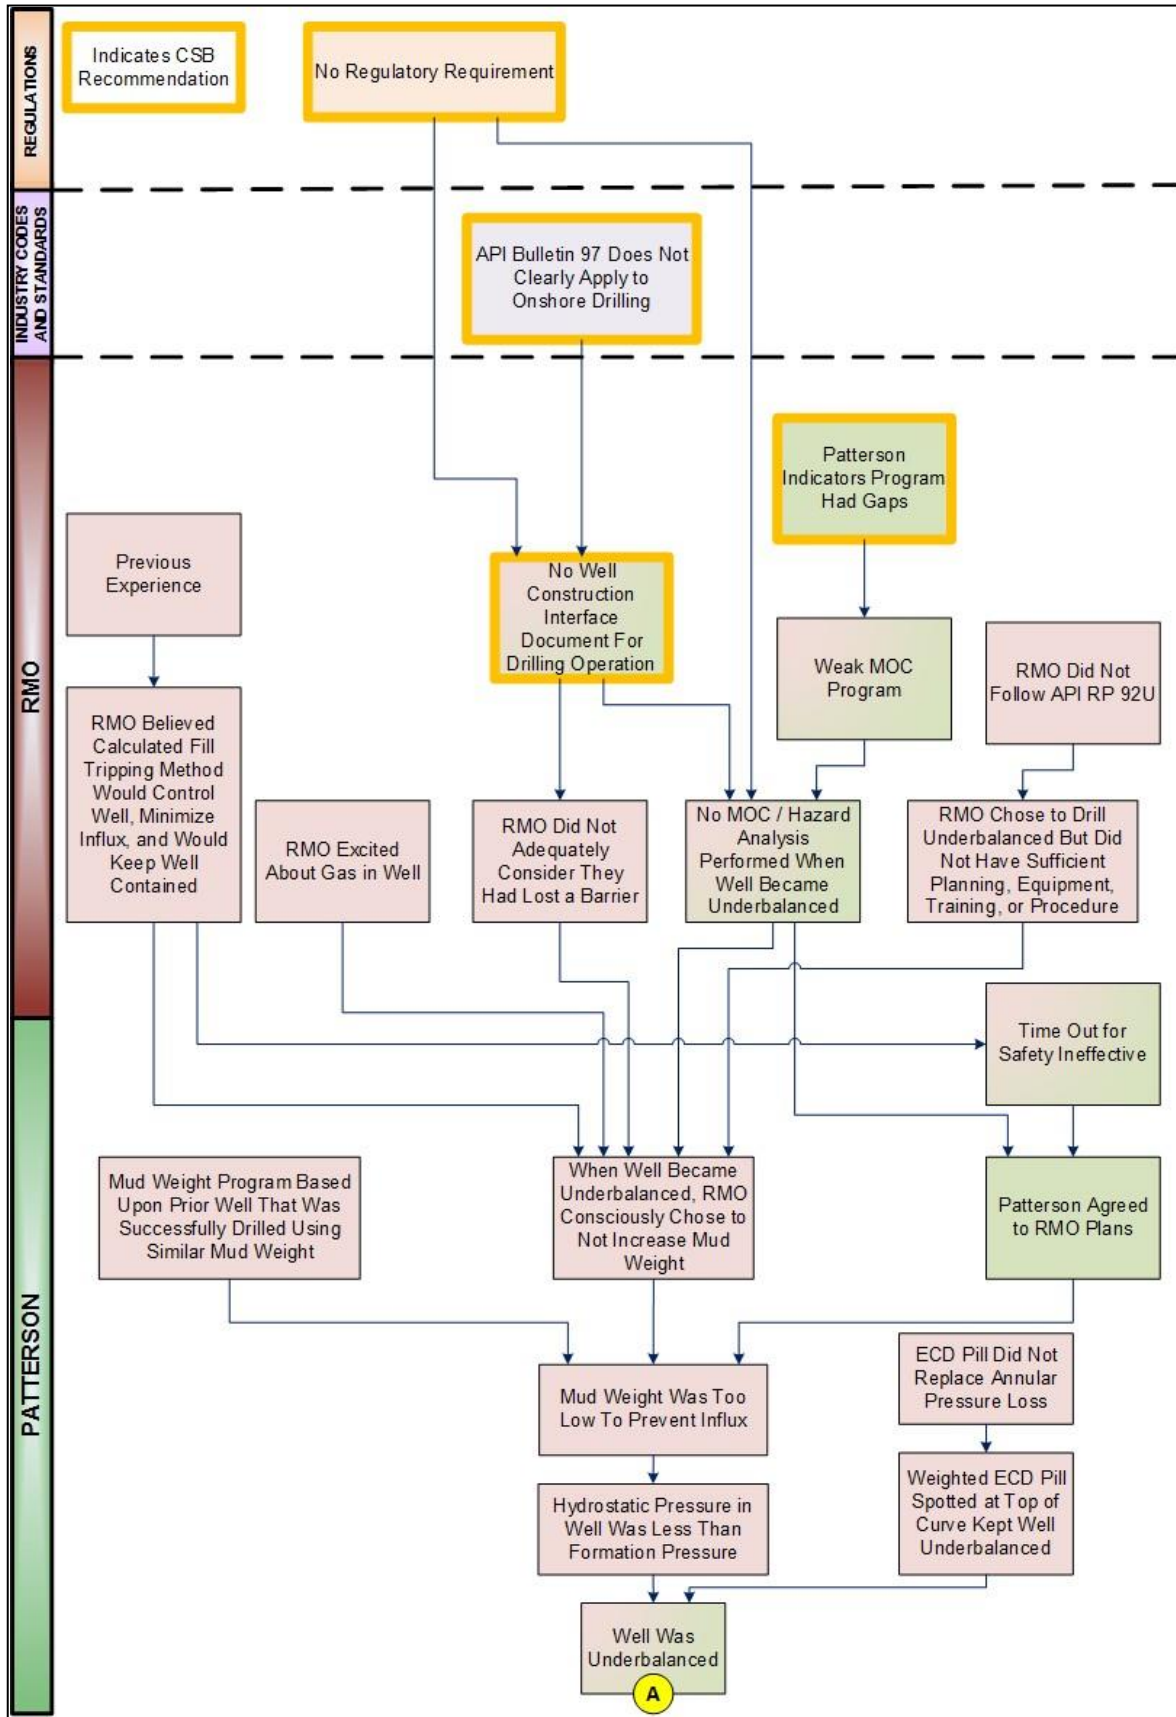 REGULATIONS
Indicates CSB
Recommendation
No Regulatory Requirement
INDUSTRY CODES
AND STANDARDS
API Bulletin 97 Does Not
Clearly Apply to
Onshore Drilling
RMO
Patterson
Indicators Program
Had Gaps
Previous
Experience
No Well
Construction
Interface
Document For
Drilling Operation
Weak MOC
Program
RMO Did Not
Follow API RP 92U
RMO Believed
Calculated Fill
Tripping Method
Would Control
Well, Minimize
Influx, and Would
Keep Well
Contained
RMO Excited
About Gas in Well
RMO Did Not
Adequately
Consider They
Had Lost a Barrier
No MOC / Hazard
Analysis
Performed When
Well Became
Underbalanced
RMO Chose to Drill
Underbalanced But Did
Not Have Sufficient
Planning, Equipment,
Training, or Procedure
PATTERSON
Time Out for
Safety Ineffective
Mud Weight Program Based
Upon Prior Well That Was
Successfully Drilled Using
Similar Mud Weight
When Well Became
Underbalanced, RMO
Consciously Chose to
Not Increase Mud
Weight
Patterson Agreed
to RMO Plans
Mud Weight Was Too
Low To Prevent Influx
ECD Pill Did Not
Replace Annular
Pressure Loss
Hydrostatic Pressure in
Well Was Less Than
Formation Pressure
Weighted ECD Pill
Spotted at Top of
Curve Kept Well
Underbalanced
Well Was
Underbalanced
A